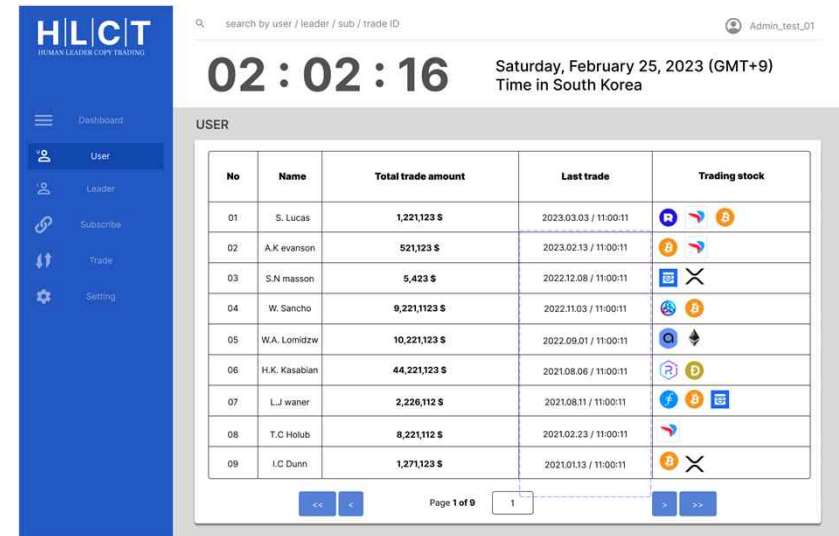 H|L|C|T
HUMAN LEADER COPY TRADING
search by user / leader / sub / trade ID
Admin_test_01
02 : 02 : 16
Saturday, February 25, 2023 (GMT+9)
Time in South Korea
Dashboard
User
Leader
Subscribe
Trade
Setting
USER
No Name Total trade amount Last trade Trading stock
01 S. Lucas 1,221,123 $ 2023.03.03 / 11:00:11
02 A.K evanson 521,123 $ 2023.02.13 / 11:00:11
03 S.N masson 5,423 $ 2022.12.08 / 11:00:11
04 W. Sancho 9,221,1123 $ 2022.11.03 / 11:00:11
05 W.A. Lomidzw 10,221,123 $ 2022.09.01 / 11:00:11
06 H.K. Kasabian 44,221,123 $ 2021.08.06 / 11:00:11
07 L.J waner 2,226,112 $ 2021.08.11 / 11:00:11
08 T.C Holub 8,221,112 $ 2021.02.23 / 11:00:11
09 I.C Dunn 1,271,123 $ 2021.01.13 / 11:00:11
<< < Page 1 of 9 1 > >>